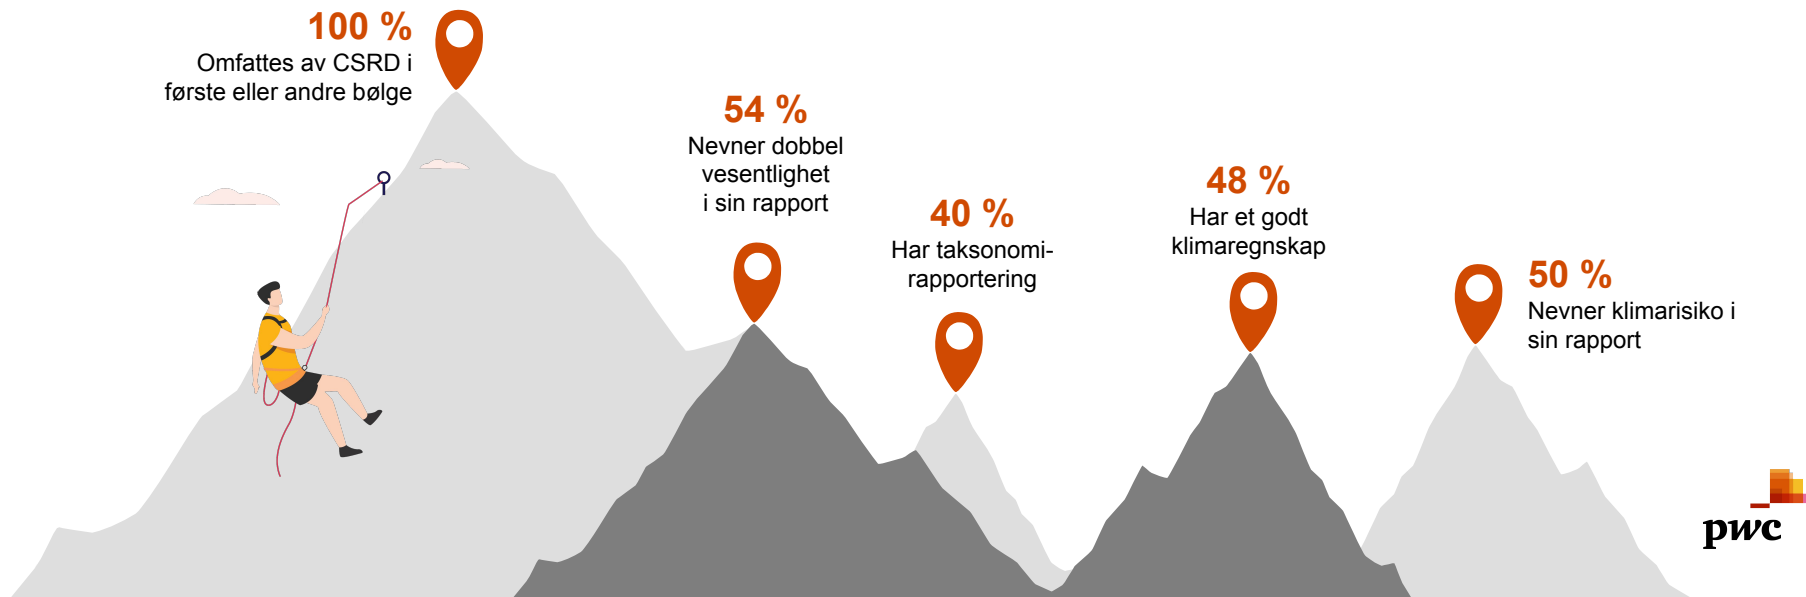 100 %
Omfattes av CSRD i
første eller andre bølge
54 %
Nevner dobbel
vesentlighet
i sin rapport
40 %
Har taksonomi-
rapportering
48 %
Har et godt
klimaregnskap
50 %
Nevner klimarisiko i
sin rapport
pwc